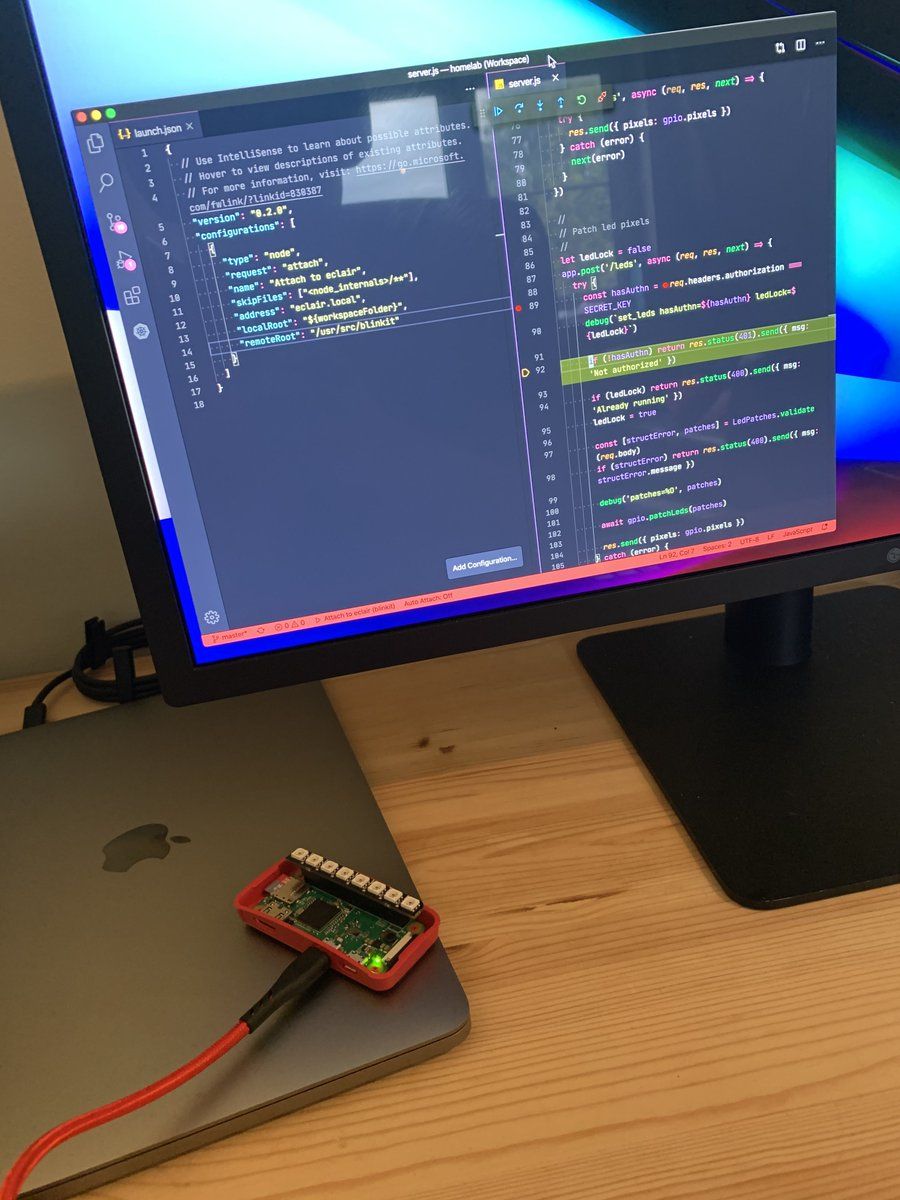 server.js — homelab (Workspace)
launch.json
1 {
2 // Use IntelliSense to learn about possible attributes.
3 // Hover to view descriptions of existing attributes.
4 // For more information, visit: https://go.microsoft.
com/fwlink/?linkid=830387
5 "version": "0.2.0",
6 "configurations": [
7 {
8 "type": "node",
9 "request": "attach",
10 "name": "Attach to eclair",
11 "skipFiles": ["<node_internals>/**"],
12 "address": "eclair.local",
13 "localRoot": "${workspaceFolder}",
14 "remoteRoot": "/usr/src/blinkit"
15 }
16 ]
17 }
18
Add Configuration...
server.js
', async (req, res, next) => {
76 try {
77 res.send({ pixels: gpio.pixels })
78 } catch (error) {
79 next(error)
80 }
81 })
82
83 //
84 // Patch led pixels
85 //
86 let ledLock = false
87 app.post('/leds', async (req, res, next) => {
88 try {
89 const hasAuthn = req.headers.authorization ===
SECRET_KEY
90 debug(`set_leds hasAuthn=${hasAuthn} ledLock=$
{ledLock}`)
91
92 if (!hasAuthn) return res.status(401).send({ msg:
'Not authorized' })
93 if (ledLock) return res.status(400).send({ msg:
'Already running' })
94 ledLock = true
95
96 const [structError, patches] = LedPatches.validate
(req.body)
97 if (structError) return res.status(400).send({ msg:
structError.message })
98
99 debug('patches=%O', patches)
100
101 await gpio.patchLeds(patches)
102
103 res.send({ pixels: gpio.pixels })
104 } catch (error) {
105
master*
0 0
Attach to eclair (blinkit)
Auto Attach: Off
Ln 92, Col 7
Spaces: 2
UTF-8
LF
JavaScript